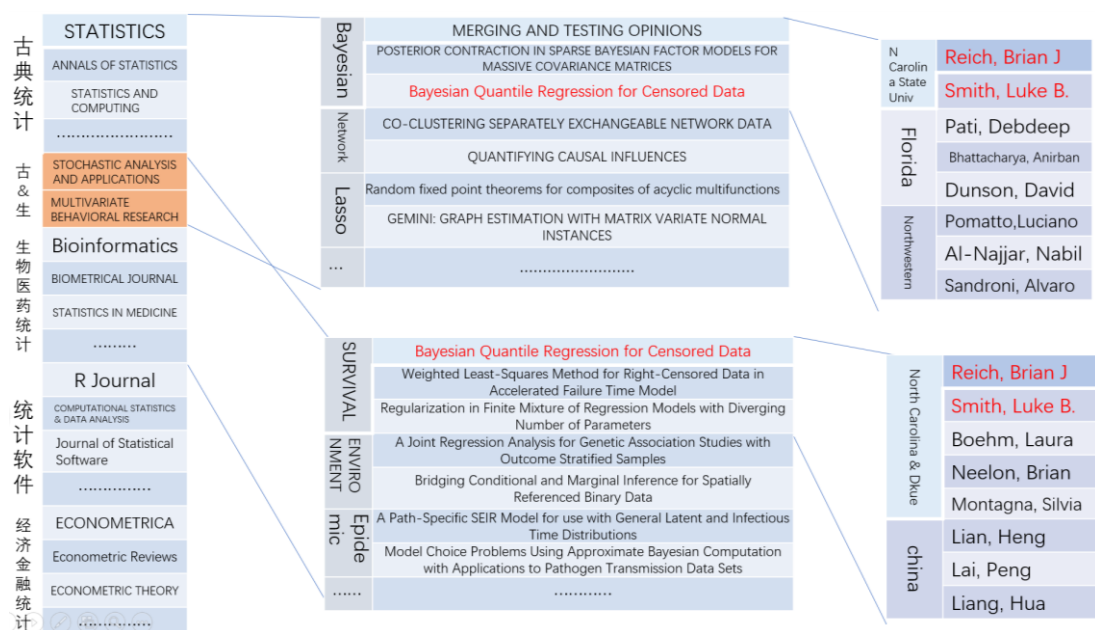 古典统计
STATISTICS
ANNALS OF STATISTICS
STATISTICS AND
COMPUTING
........................
古&生
STOCHASTIC ANALYSIS
AND APPLICATIONS
MULTIVARIATE
BEHAVIORAL RESEARCH
生物医药统计
Bioinformatics
BIOMETRICAL JOURNAL
STATISTICS IN MEDICINE
.........
统计软件
R Journal
COMPUTATIONAL STATISTICS
& DATA ANALYSIS
Journal of Statistical
Software
...............
经济金融统计
ECONOMETRICA
Econometric Reviews
ECONOMETRIC THEORY
...............
Bayesian
MERGING AND TESTING OPINIONS
POSTERIOR CONTRACTION IN SPARSE BAYESIAN FACTOR MODELS FOR
MASSIVE COVARIANCE MATRICES
Bayesian Quantile Regression for Censored Data
Network
CO-CLUSTERING SEPARATELY EXCHANGEABLE NETWORK DATA
QUANTIFYING CAUSAL INFLUENCES
Lasso
Random fixed point theorems for composites of acyclic multifunctions
GEMINI: GRAPH ESTIMATION WITH MATRIX VARIATE NORMAL
INSTANCES
...
........................
SURVIVAL
Bayesian Quantile Regression for Censored Data
Weighted Least-Squares Method for Right-Censored Data in
Accelerated Failure Time Model
Regularization in Finite Mixture of Regression Models with Diverging
Number of Parameters
ENVIRO
NMENT
A Joint Regression Analysis for Genetic Association Studies with
Outcome Stratified Samples
Bridging Conditional and Marginal Inference for Spatially
Referenced Binary Data
Epide
mic
A Path-Specific SEIR Model for use with General Latent and Infectious
Time Distributions
Model Choice Problems Using Approximate Bayesian Computation
with Applications to Pathogen Transmission Data Sets
......
............
N
Carolin
a State
Univ
Reich, Brian J
Smith, Luke B.
Florida
Pati, Debdeep
Bhattacharya, Anirban
Dunson, David
Northwestern
Pomatto,Luciano
Al-Najjar, Nabil
Sandroni, Alvaro
North Carolina & Dkue
Reich, Brian J
Smith, Luke B.
Boehm, Laura
Neelon, Brian
Montagna, Silvia
china
Lian, Heng
Lai, Peng
Liang, Hua